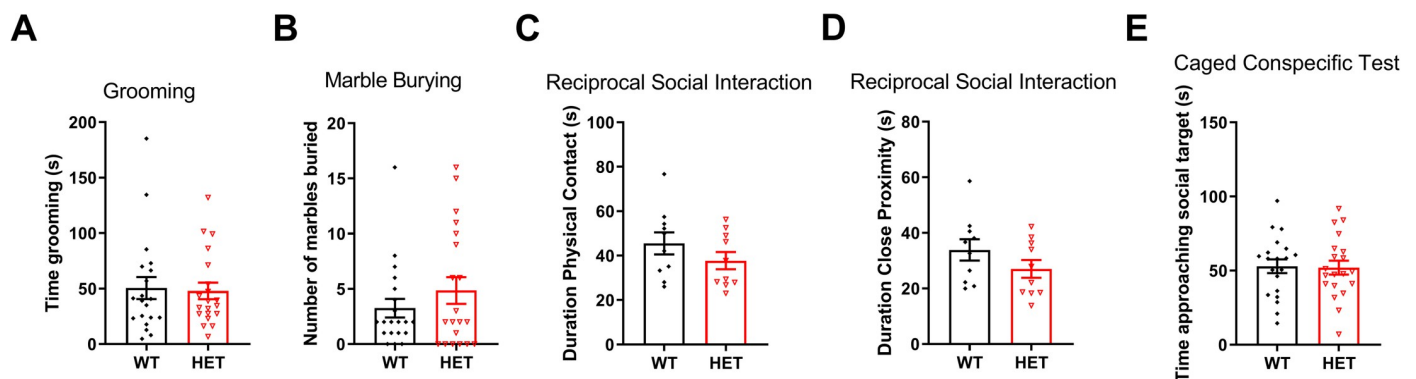 A
B
C
D
E
Grooming
Marble Burying
Reciprocal Social Interaction
Reciprocal Social Interaction
Caged Conspecific Test
Time grooming (s)
200
150
100
50
0
WT HET
Number of marbles buried
20
15
10
5
0
WT HET
Duration Physical Contact (s)
100
80
60
40
20
0
WT HET
Duration Close Proximity (s)
80
60
40
20
0
WT HET
Time approaching social target (s)
150
100
50
0
WT HET